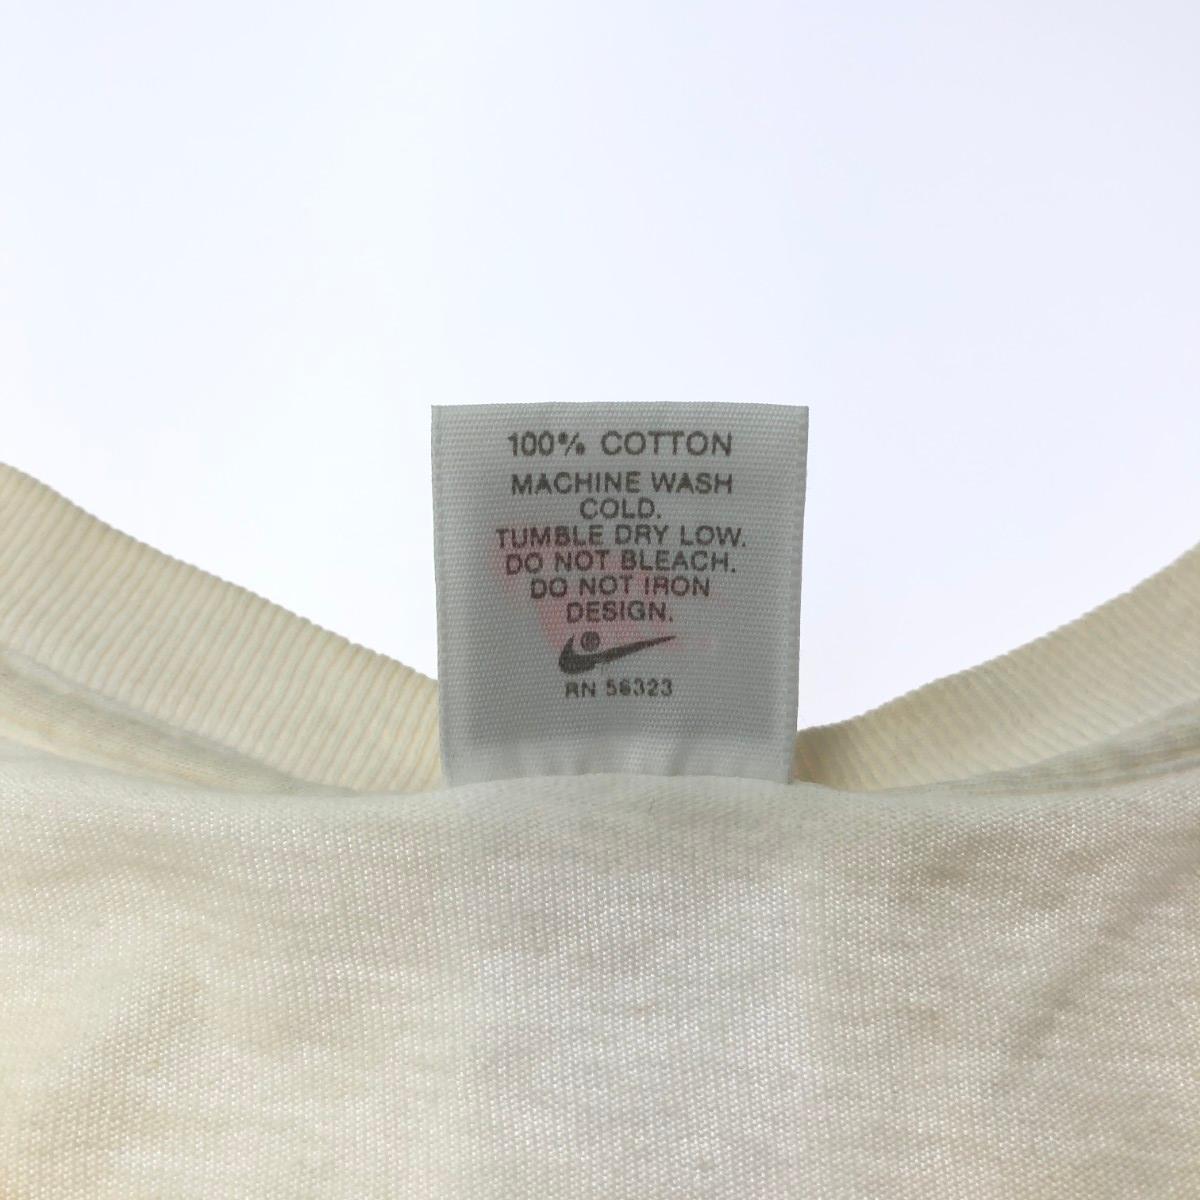 100% COTTON
MACHINE WASH
COLD.
TUMBLE DRY LOW.
DO NOT BLEACH.
DO NOT IRON
DESIGN.
®
RN 56323